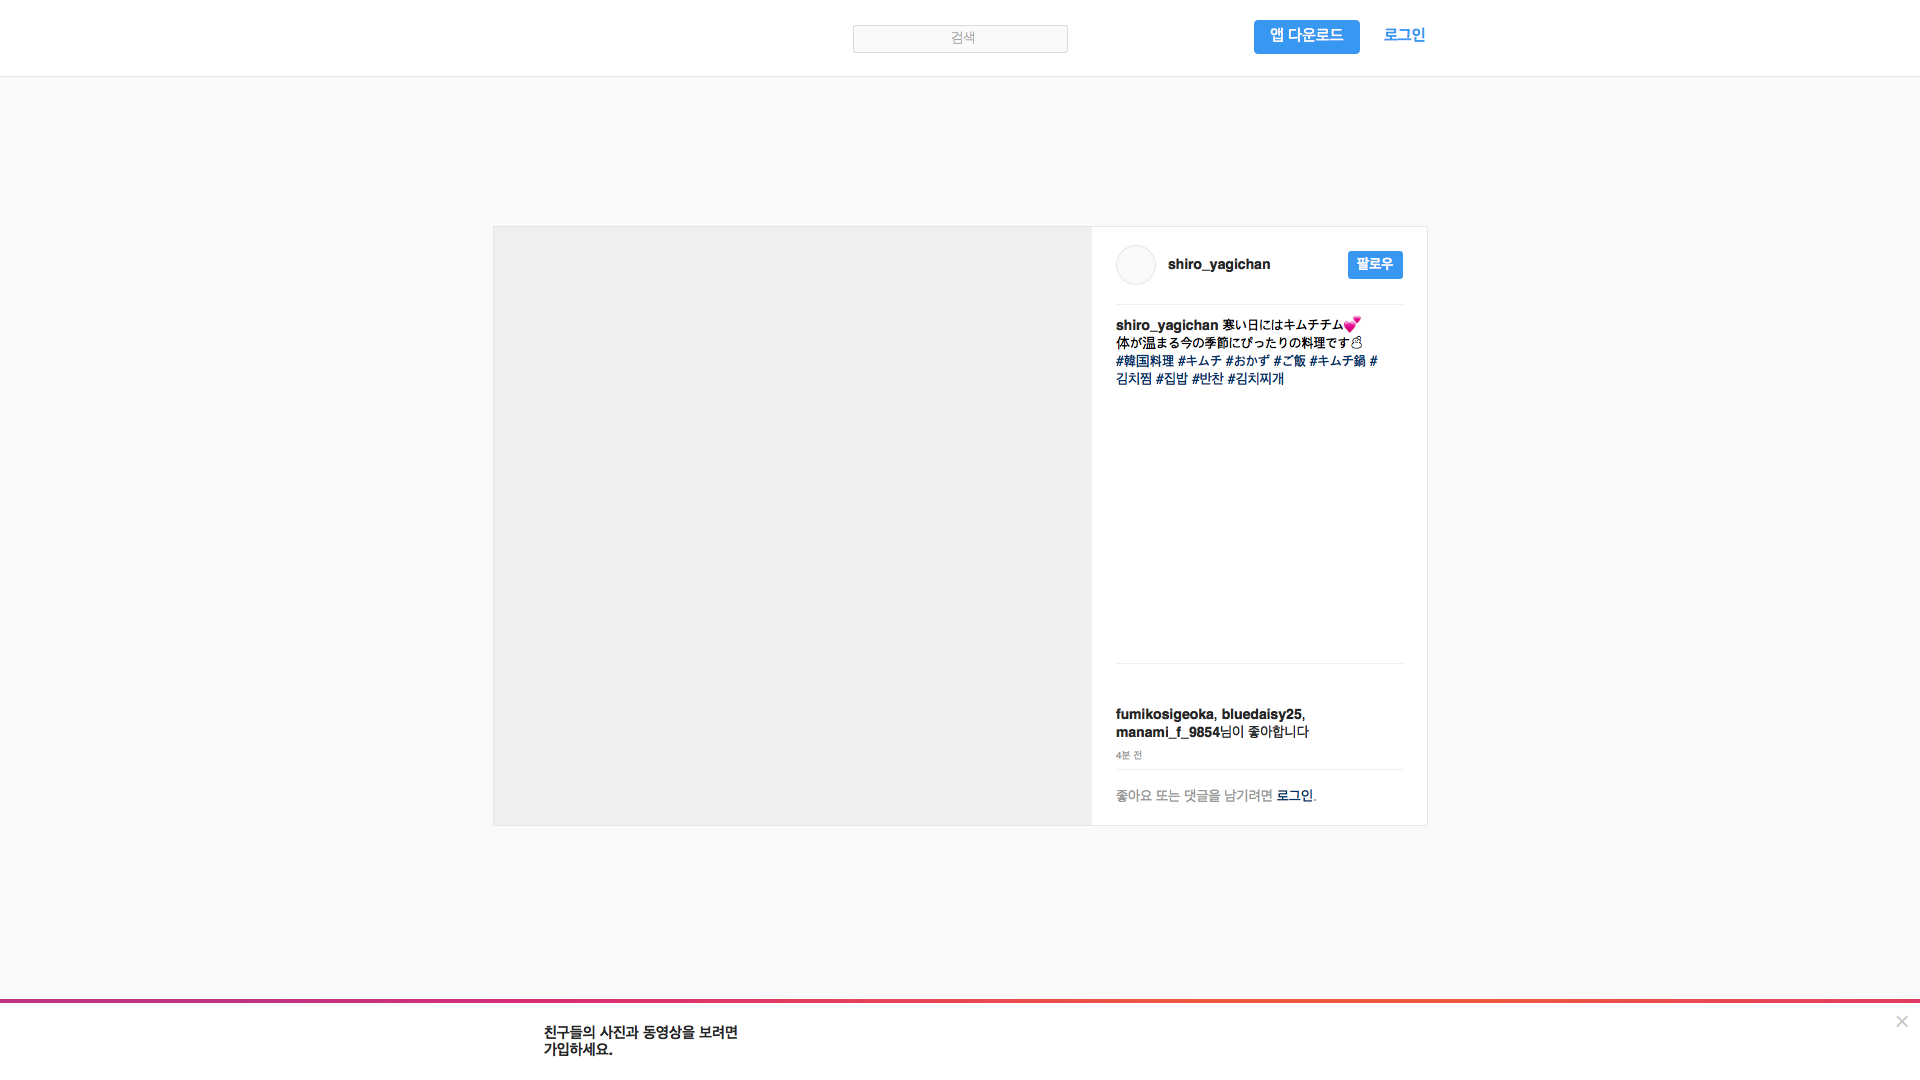 검색
앱 다운로드
로그인
shiro_yagichan
팔로우
shiro_yagichan 寒い日にはキムチチム💕
体が温まる今の季節にぴったりの料理です☃
#韓国料理 #キムチ #おかず #ご飯 #キムチ鍋 #
김치찜 #집밥 #반찬 #김치찌개
fumikosigeoka, bluedaisy25,
manami_f_9854님이 좋아합니다
4분 전
좋아요 또는 댓글을 남기려면 로그인.
친구들의 사진과 동영상을 보려면
가입하세요.